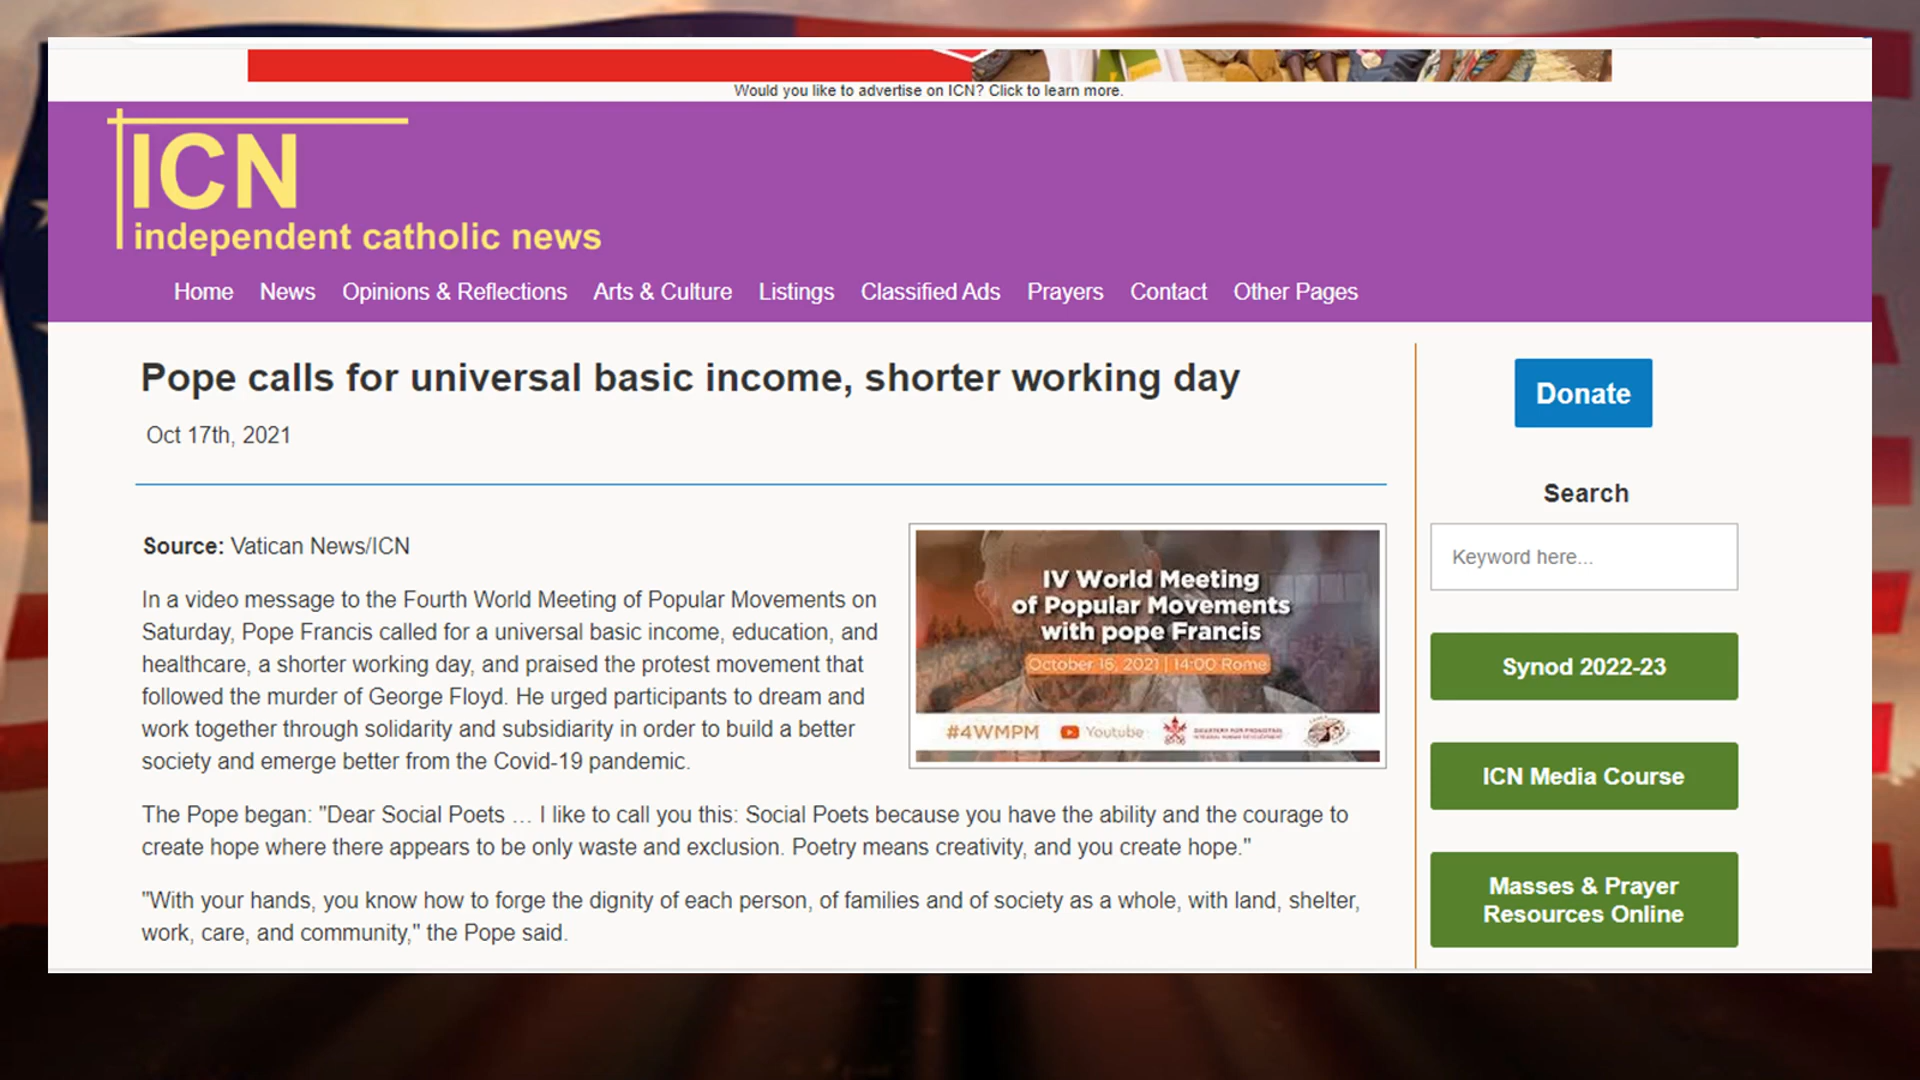 Would you like to advertise on ICN? Click to learn more.
ICN
independent catholic news
Home News Opinions & Reflections Arts & Culture Listings Classified Ads Prayers Contact Other Pages
Pope calls for universal basic income, shorter working day
Oct 17th, 2021
Source: Vatican News/ICN
In a video message to the Fourth World Meeting of Popular Movements on
Saturday, Pope Francis called for a universal basic income, education, and
healthcare, a shorter working day, and praised the protest movement that
followed the murder of George Floyd. He urged participants to dream and
work together through solidarity and subsidiarity in order to build a better
society and emerge better from the Covid-19 pandemic.
IV World Meeting
of Popular Movements
with pope Francis
October 16, 2021 | 14:00 Rome
#4WMPM Youtube
The Pope began: "Dear Social Poets … I like to call you this: Social Poets because you have the ability and the courage to
create hope where there appears to be only waste and exclusion. Poetry means creativity, and you create hope."
"With your hands, you know how to forge the dignity of each person, of families and of society as a whole, with land, shelter,
work, care, and community," the Pope said.
Donate
Search
Keyword here...
Synod 2022-23
ICN Media Course
Masses & Prayer
Resources Online